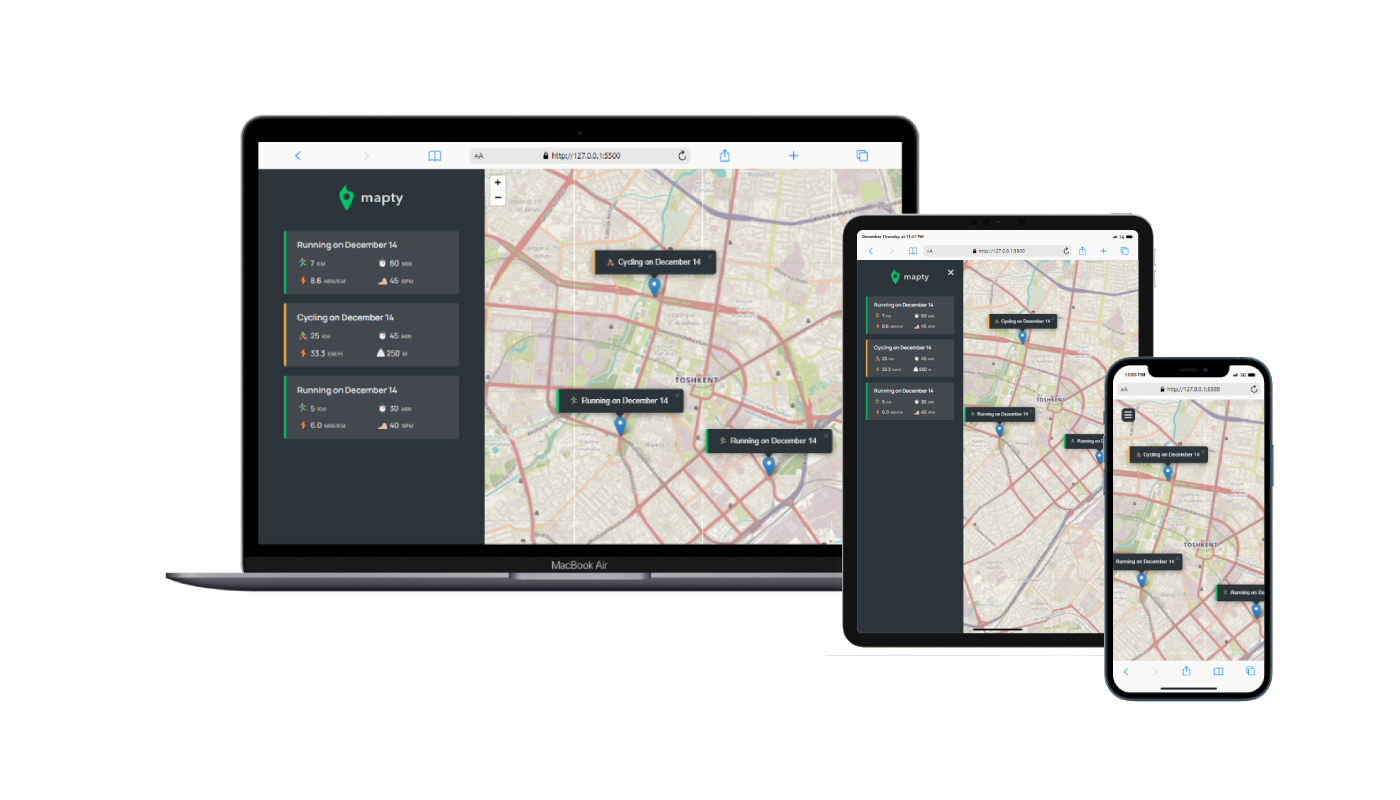 AA http://127.0.0.1:5500
mapty
Running on December 14
7 KM 60 MIN
8.6 MIN/KM 45 SPM
Cycling on December 14
25 KM 45 MIN
33.3 KM/H 250 M
Running on December 14
5 KM 30 MIN
6.0 MIN/KM 40 SPM
+
−
Cycling on December 14 ×
TOSHKENT
Running on December 14 ×
Running on December 14 ×
MacBook Air
December Thursday at 11:47 PM 5G
AA http://127.0.0.1:5500
mapty ×
Running on December 14
7 KM 60 MIN
8.6 MIN/KM 45 SPM
Cycling on December 14
25 KM 45 MIN
33.3 KM/H 250 M
Running on December 14
5 KM 30 MIN
6.0 MIN/KM 40 SPM
Cycling on December 14
TOSHKENT
Running on December 14
Running on D
11:55 PM 5G
AA http://127.0.0.1:5500
Cycling on December 14
TOSHKENT
Running on December 14
Running on De